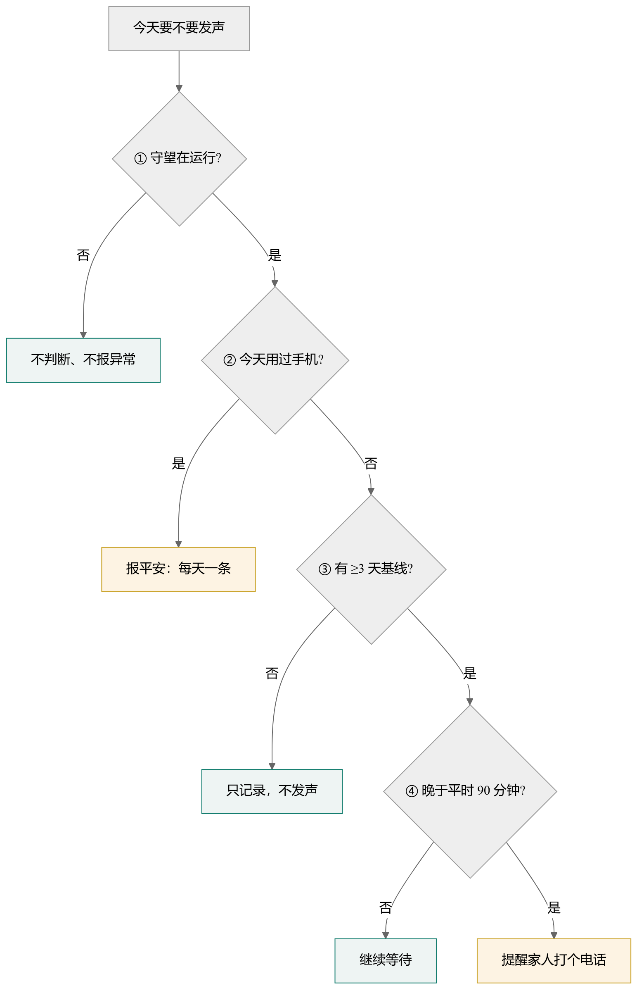 今天要不要发声
① 守望在运行?
否
是
不判断、不报异常
② 今天用过手机?
是
否
报平安：每天一条
③ 有 ≥3 天基线?
否
是
只记录，不发声
④ 晚于平时 90 分钟?
否
是
继续等待
提醒家人打个电话